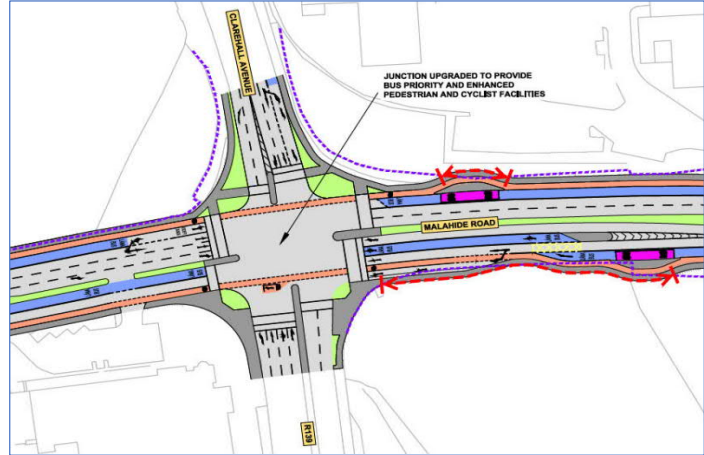 CLAREHALL AVENUE
JUNCTION UPGRADED TO PROVIDE
BUS PRIORITY AND ENHANCED
PEDESTRIAN AND CYCLIST FACILITIES
MALAHIDE ROAD
R139